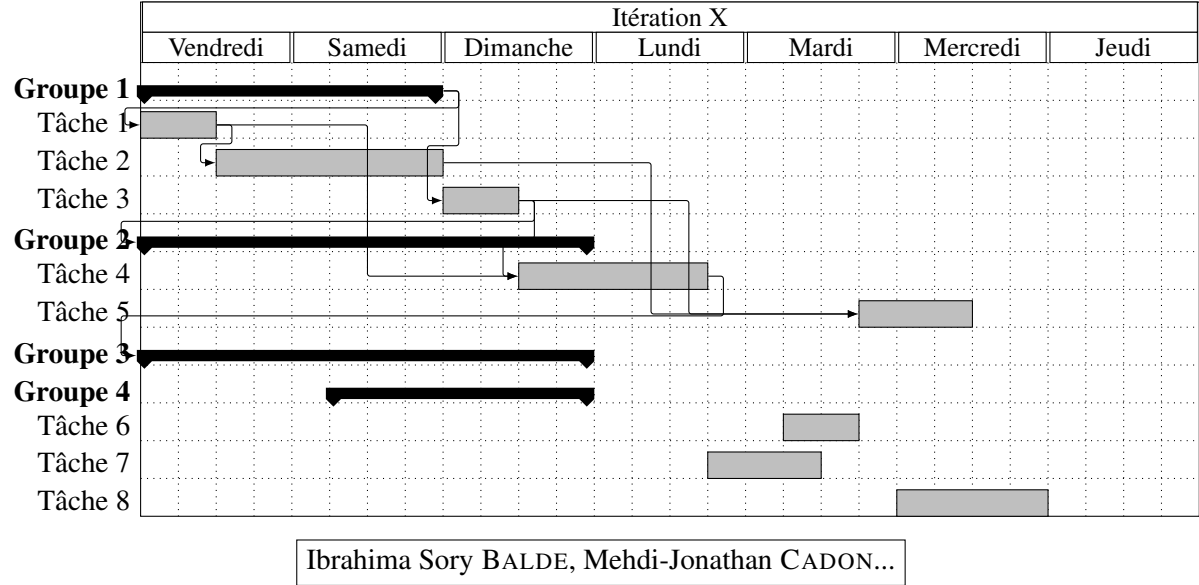 Itération X
Vendredi Samedi Dimanche Lundi Mardi Mercredi Jeudi
Groupe 1
Tâche 1
Tâche 2
Tâche 3
Groupe 2
Tâche 4
Tâche 5
Groupe 3
Groupe 4
Tâche 6
Tâche 7
Tâche 8
Ibrahima Sory BALDE, Mehdi-Jonathan CADON...